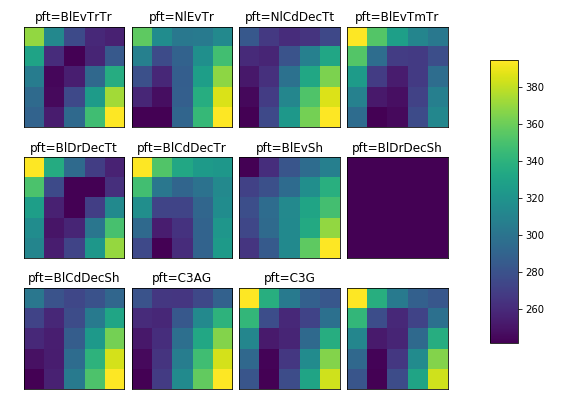 pft=BlEvTrTr pft=NlEvTr pft=NlCdDecTt pft=BlEvTmTr
pft=BlDrDecTt pft=BlCdDecTr pft=BlEvSh pft=BlDrDecSh
pft=BlCdDecSh pft=C3AG pft=C3G
380
360
340
320
300
280
260